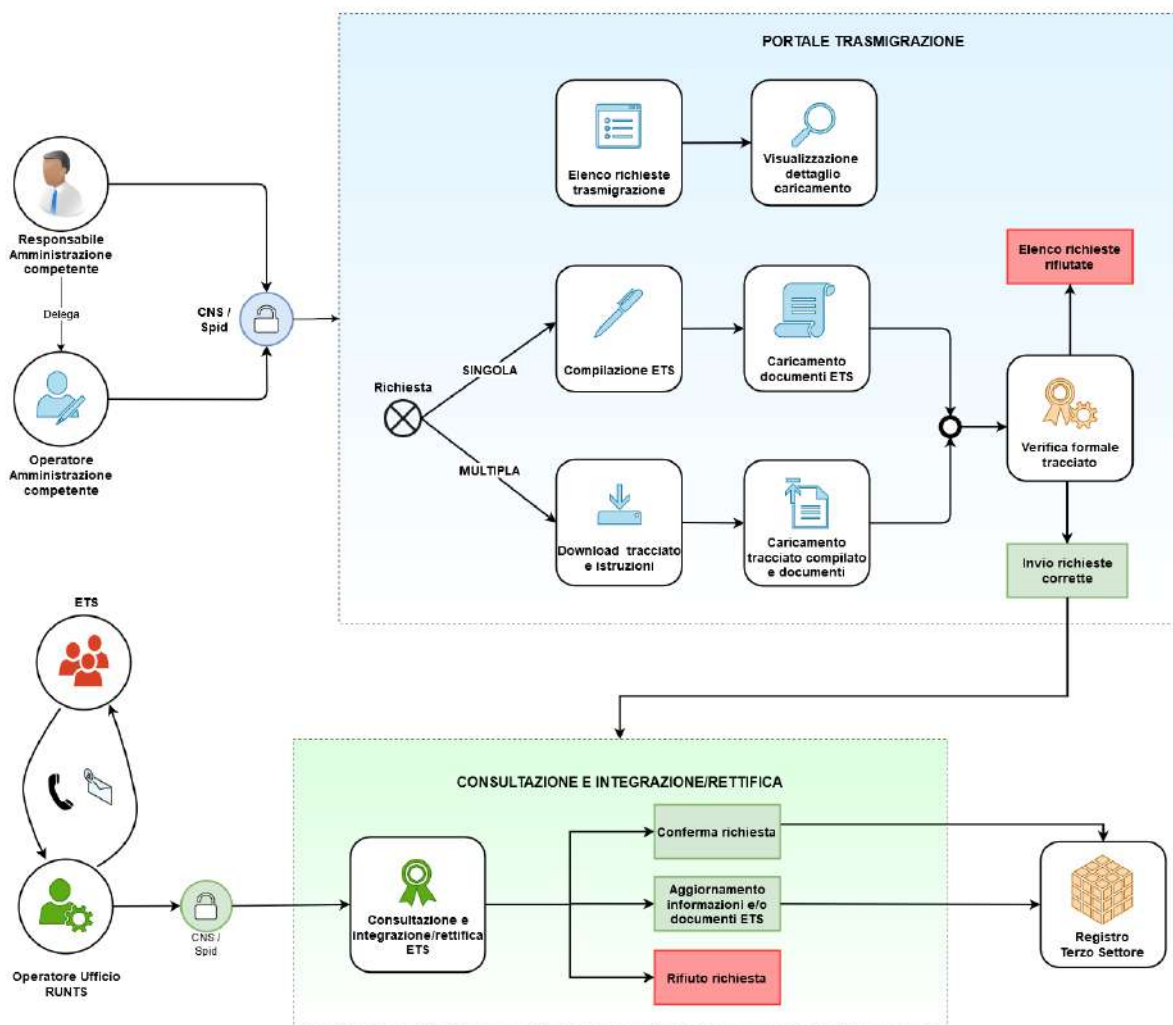 PORTALE TRASMIGRAZIONE
Elenco richieste
trasmigrazione
Visualizzazione
dettaglio
caricamento
Responsabile
Amministrazione
competente
Delega
CNS /
Spid
Operatore
Amministrazione
competente
Richiesta
SINGOLA
MULTIPLA
Compilazione ETS
Caricamento
documenti ETS
Download tracciato
e istruzioni
Caricamento
tracciato compilato
e documenti
Elenco richieste
rifiutate
Verifica formale
tracciato
Invio richieste
corrette
ETS
Operatore Ufficio
RUNTS
CNS /
Spid
CONSULTAZIONE E INTEGRAZIONE/RETTIFICA
Consultazione e
integrazione/rettifica
ETS
Conferma richiesta
Aggiornamento
informazioni e/o
documenti ETS
Rifiuto richiesta
Registro
Terzo Settore